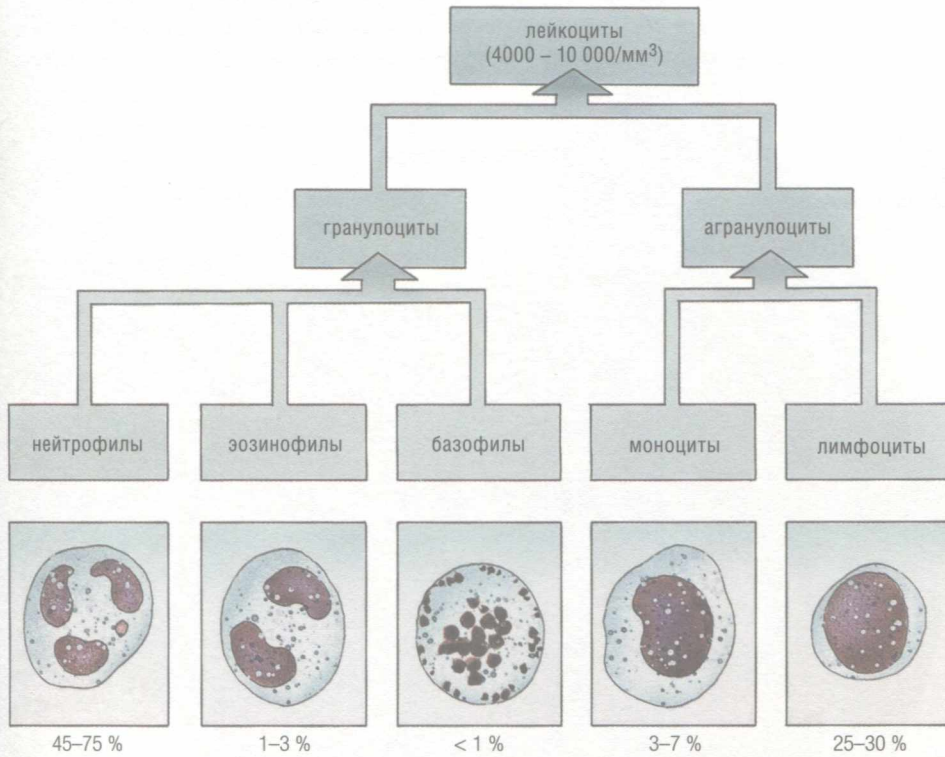 лейкоциты
(4000 – 10 000/мм³)
гранулоциты
агранулоциты
нейтрофилы
эозинофилы
базофилы
моноциты
лимфоциты
45–75 %
1–3 %
< 1 %
3–7 %
25–30 %